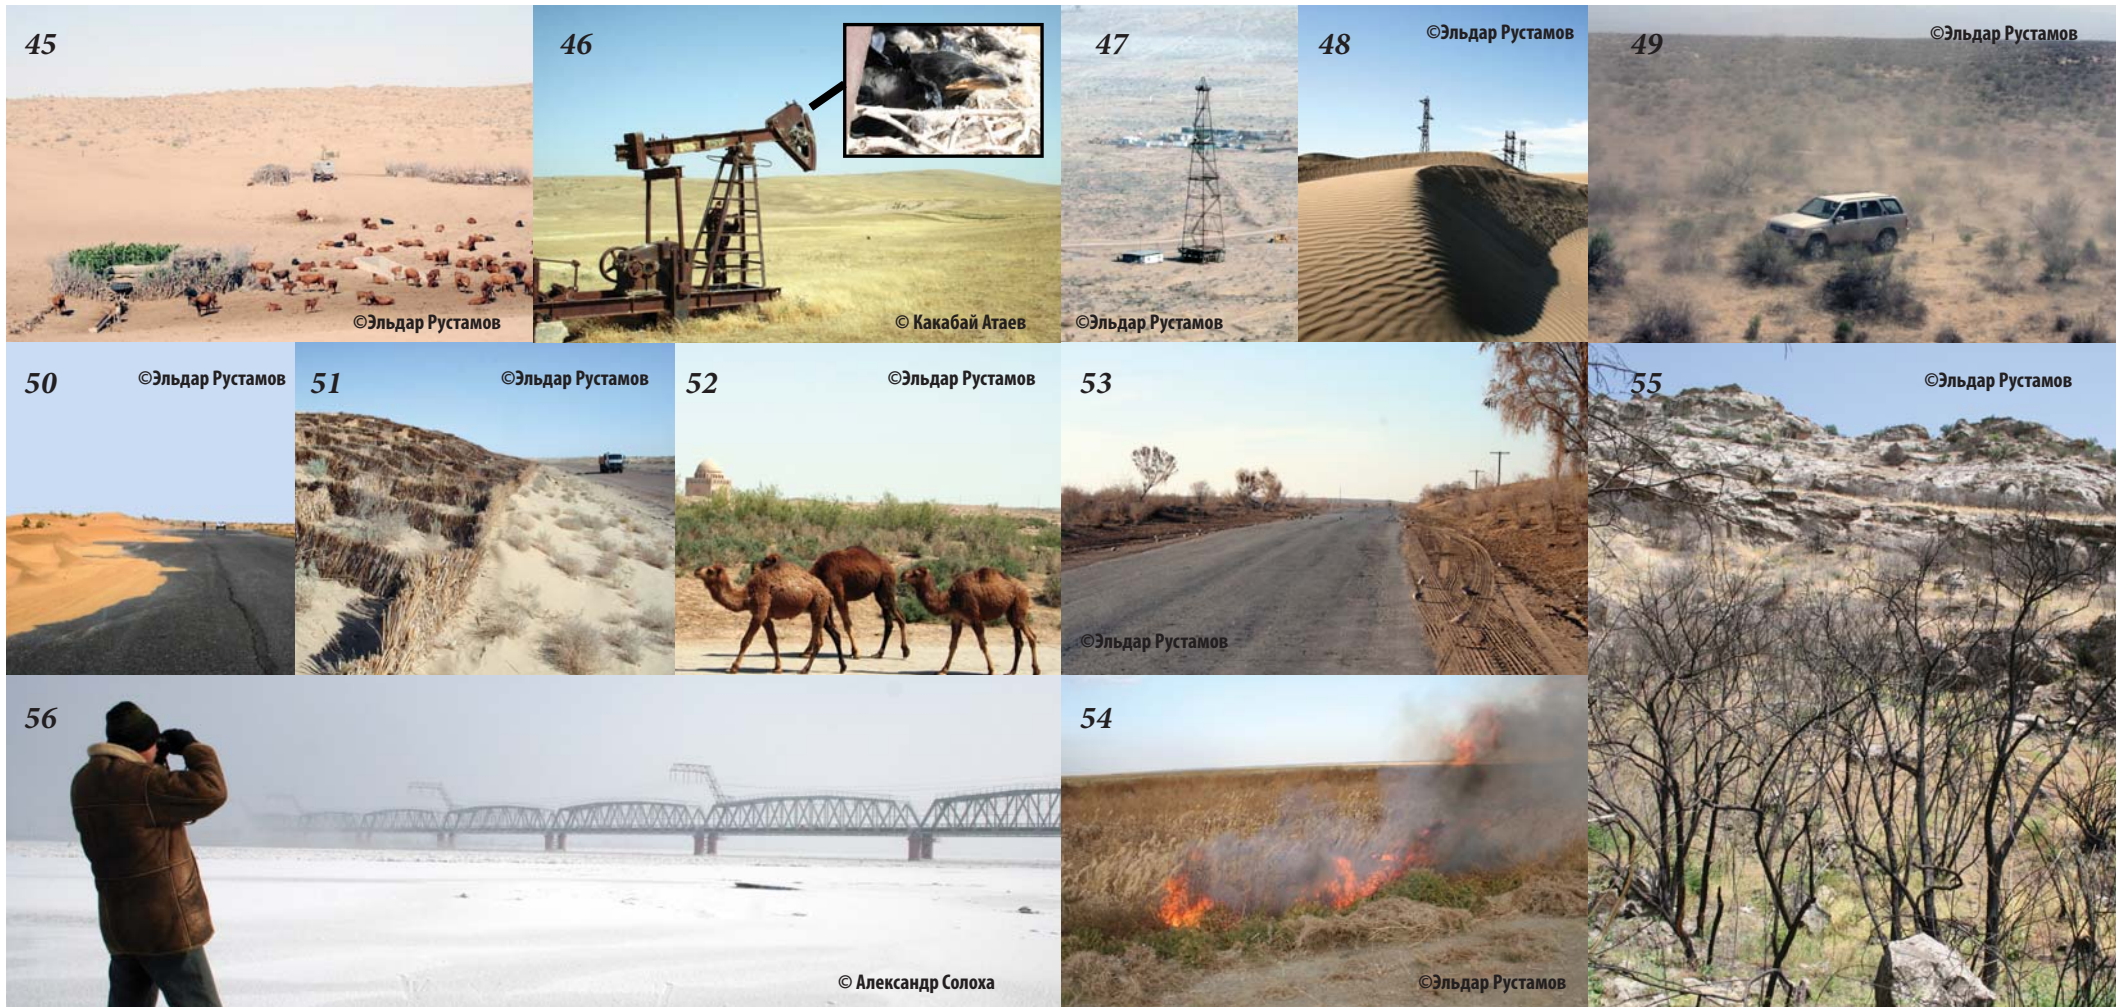 45
©Эльдар Рустамов
46
© Какабай Атаев
47
©Эльдар Рустамов
48
©Эльдар Рустамов
49
©Эльдар Рустамов
50
©Эльдар Рустамов
51
©Эльдар Рустамов
52
©Эльдар Рустамов
53
©Эльдар Рустамов
55
©Эльдар Рустамов
56
© Александр Солоха
54
©Эльдар Рустамов